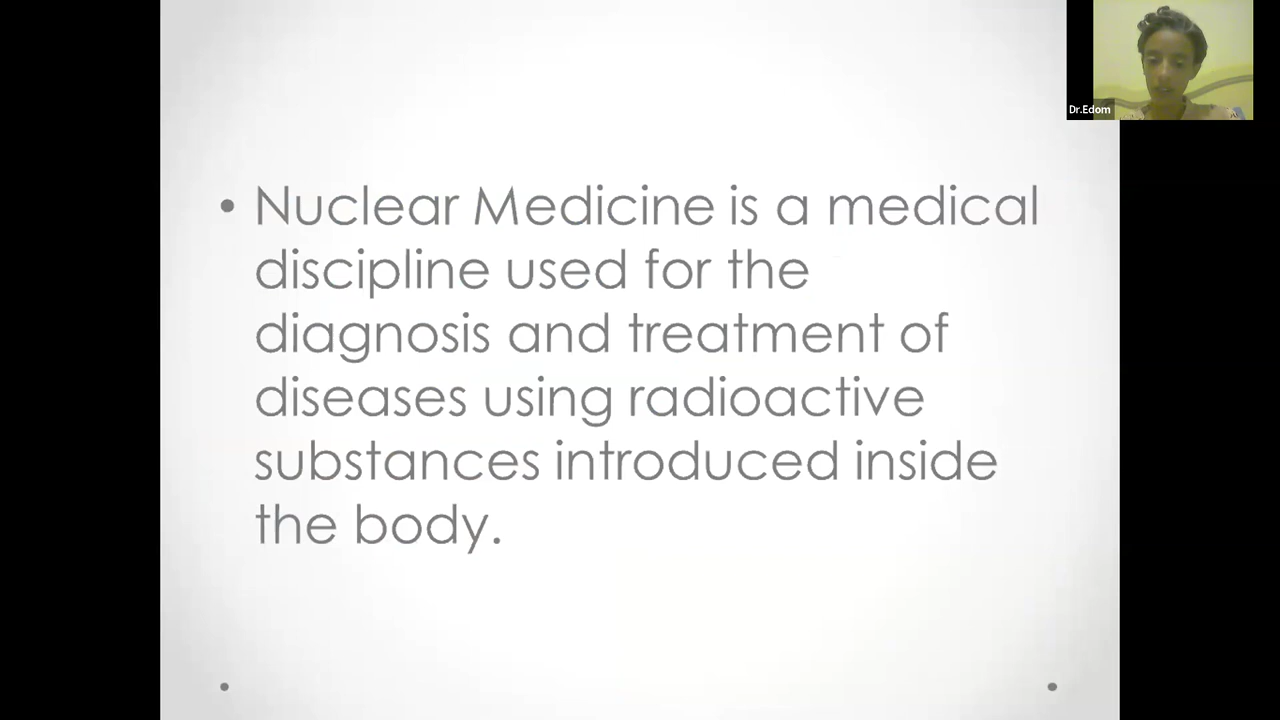 Dr.Edom
• Nuclear Medicine is a medical
discipline used for the
diagnosis and treatment of
diseases using radioactive
substances introduced inside
the body.